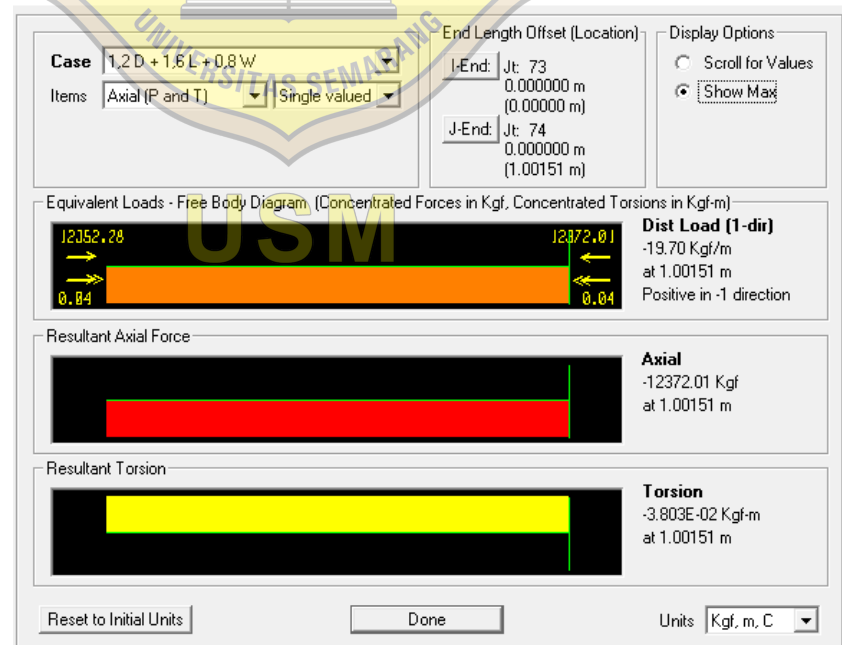 UNIVERSITAS SEMARANG
USM
Case 1,2 D + 1,6 L + 0,8 W
Items Axial (P and T) Single valued
End Length Offset (Location)
I-End: Jt: 73
0.000000 m
(0.00000 m)
J-End: Jt: 74
0.000000 m
(1.00151 m)
Display Options
Scroll for Values
Show Max
Equivalent Loads - Free Body Diagram (Concentrated Forces in Kgf, Concentrated Torsions in Kgf-m)
12352.28
12372.01
0.04
0.04
Dist Load (1-dir)
-19.70 Kgf/m
at 1.00151 m
Positive in -1 direction
Resultant Axial Force
Axial
-12372.01 Kgf
at 1.00151 m
Resultant Torsion
Torsion
-3.803E-02 Kgf-m
at 1.00151 m
Reset to Initial Units
Done
Units Kgf, m, C